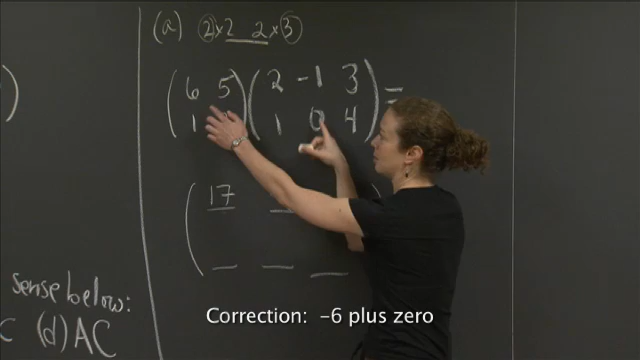 (a) 2×2 2×3
( 6 5 ) ( 2 -1 3 ) =
( 1 ) ( 1 0 4 )
( 17 _ )
( _ _ _
sense below:
C (d) AC
Correction: -6 plus zero